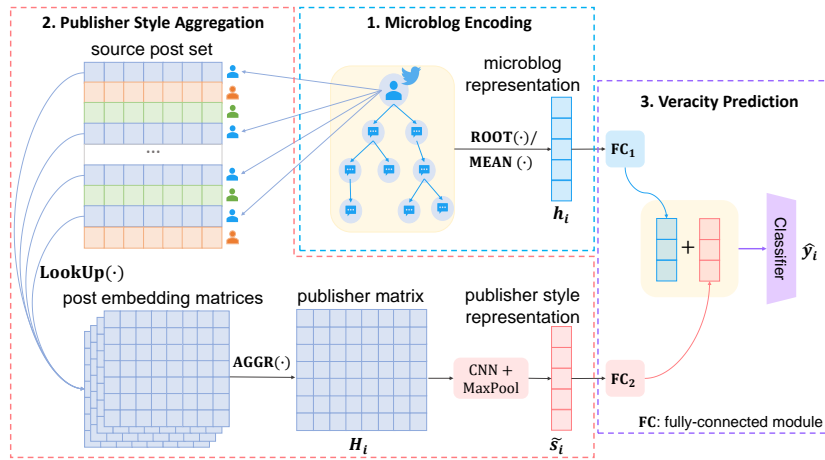 2. Publisher Style Aggregation
source post set
...
LookUp(·)
post embedding matrices
AGGR(·)
publisher matrix
H_i
CNN +
MaxPool
publisher style
representation
s̃_i
1. Microblog Encoding
microblog
representation
ROOT(·)/
MEAN (·)
h_i
3. Veracity Prediction
FC₁
+
Classifier
ŷ_i
FC₂
FC: fully-connected module